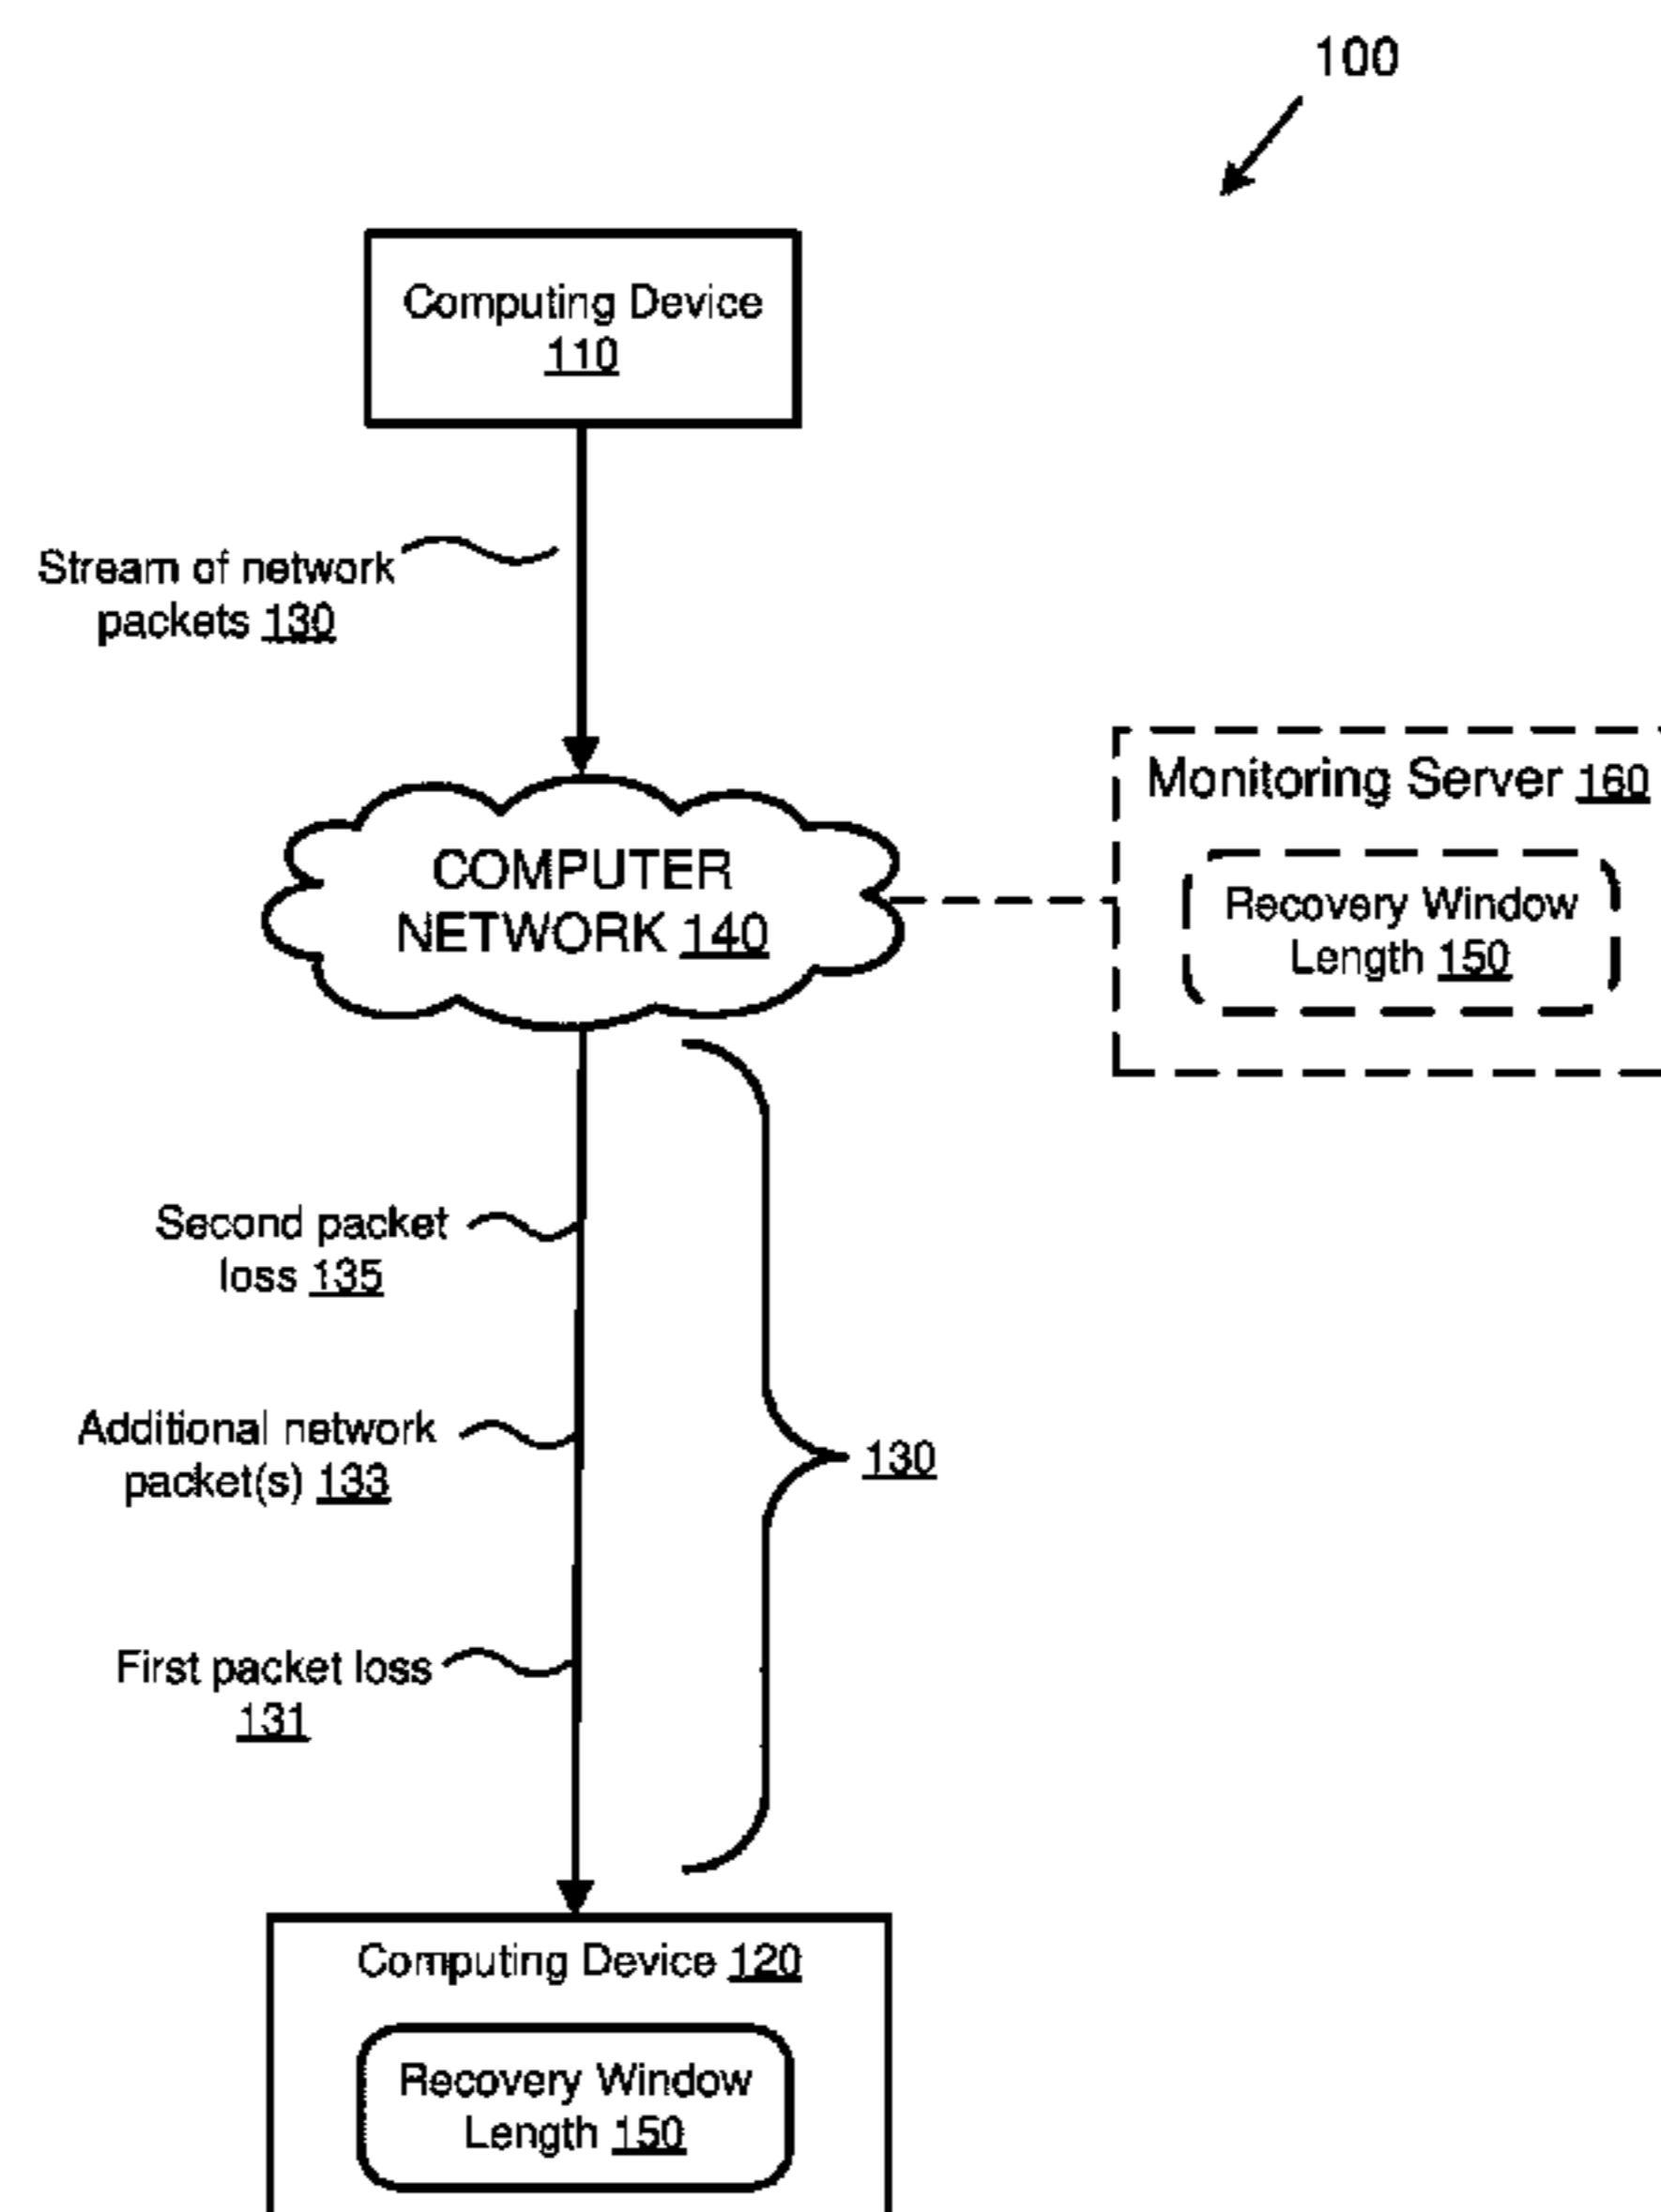 100
Computing Device
110
Stream of network
packets 130
Monitoring Server 160
COMPUTER
NETWORK 140
Recovery Window
Length 150
Second packet
loss 135
Additional network
packet(s) 133
130
First packet loss
131
Computing Device 120
Recovery Window
Length 150